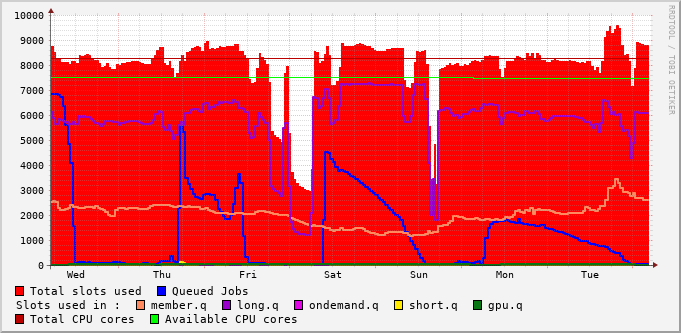 10000
9000
8000
7000
6000
5000
4000
3000
2000
1000
0
Wed Thu Fri Sat Sun Mon Tue
RRDTOOL / TOBI OETIKER
Total slots used Queued Jobs
Slots used in : member.q long.q ondemand.q short.q gpu.q
Total CPU cores Available CPU cores